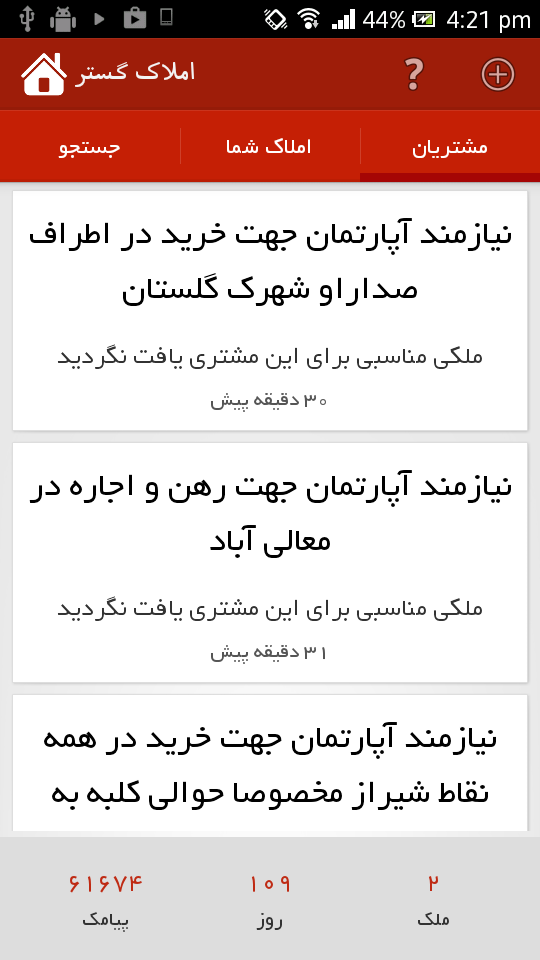 44% 4:21 pm
املاک گستر ?
مشتریان
املاک شما
جستجو
نیازمند آپارتمان جهت خرید در اطراف
صداراو شهرک گلستان
ملکی مناسبی برای این مشتری یافت نگردید
۳۰ دقیقه پیش
نیازمند آپارتمان جهت رهن و اجاره در
معالی آباد
ملکی مناسبی برای این مشتری یافت نگردید
۳۱ دقیقه پیش
نیازمند آپارتمان جهت خرید در همه
نقاط شیراز مخصوصا حوالی کلبه به
۲
ملک
۱۰۹
روز
۶۱۶۷۴
پیامک